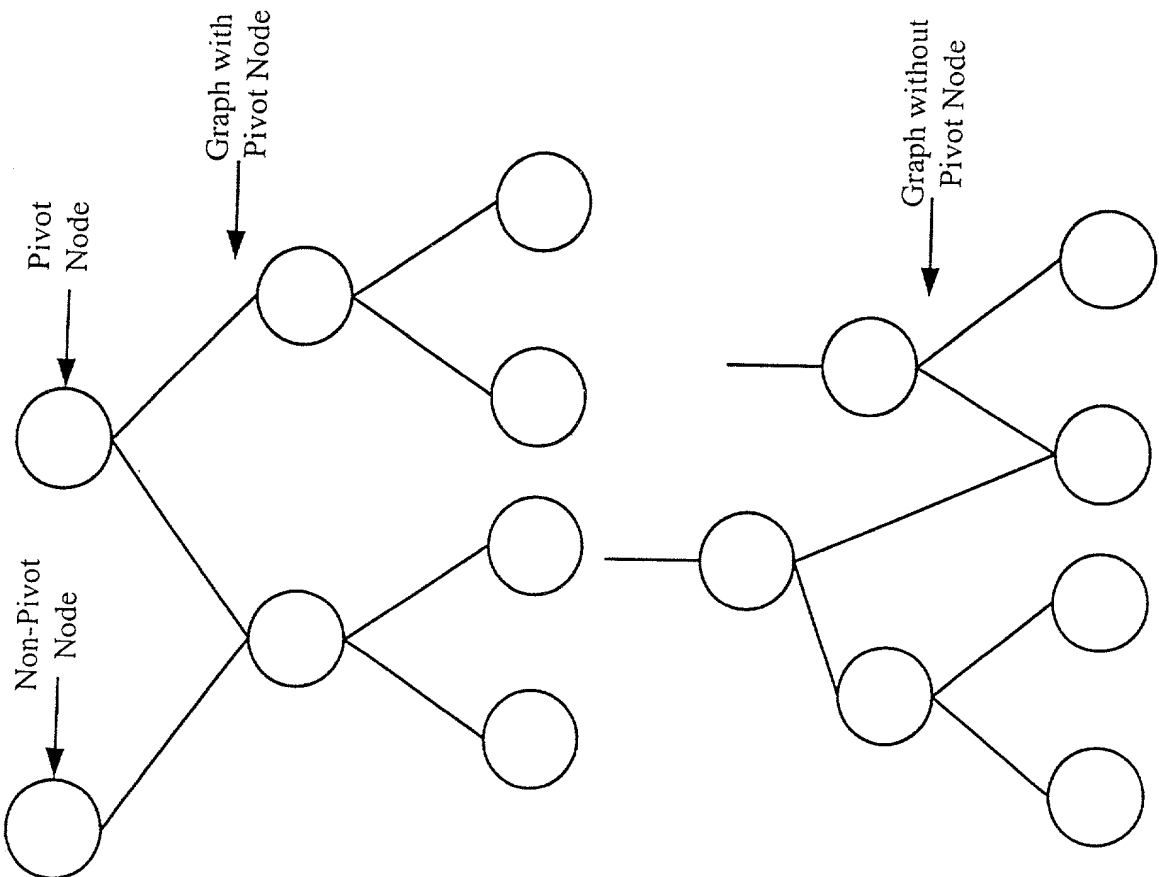 Non-Pivot
Node
Pivot
Node
Graph with
Pivot Node
Graph without
Pivot Node